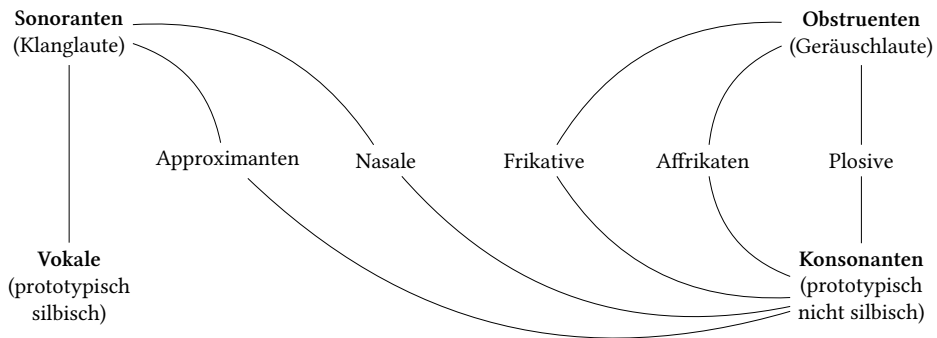 Sonoranten
(Klanglaute)
Obstruenten
(Geräuschlaute)
Approximanten
Nasale
Frikative
Affrikaten
Plosive
Vokale
(prototypisch
silbisch)
Konsonanten
(prototypisch
nicht silbisch)